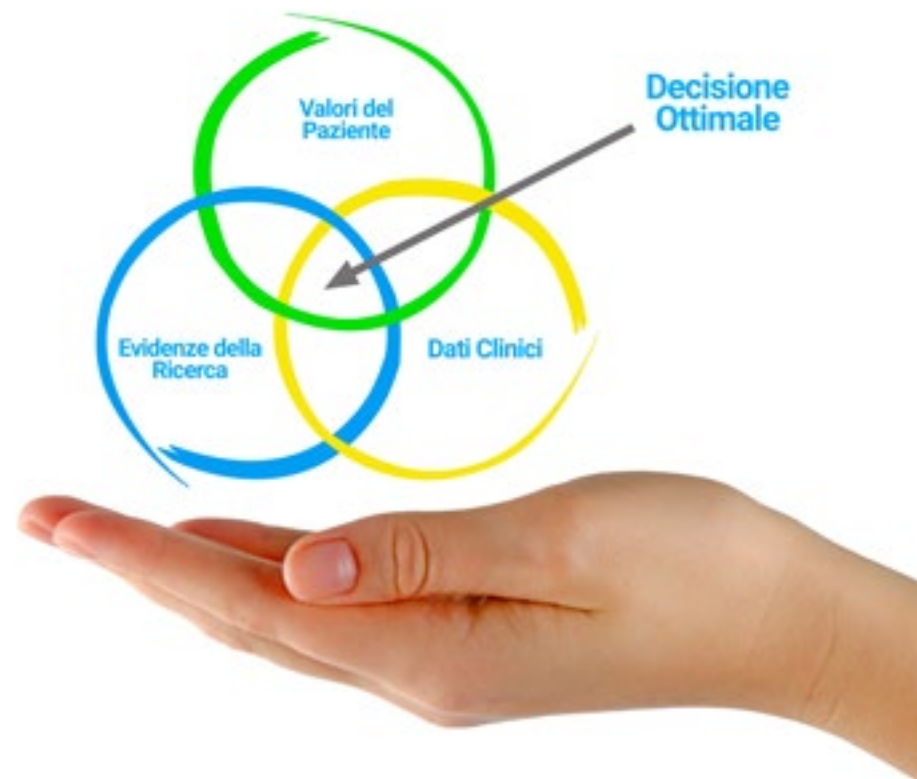 Valori del
Paziente
Decisione
Ottimale
Evidenze della
Ricerca
Dati Clinici